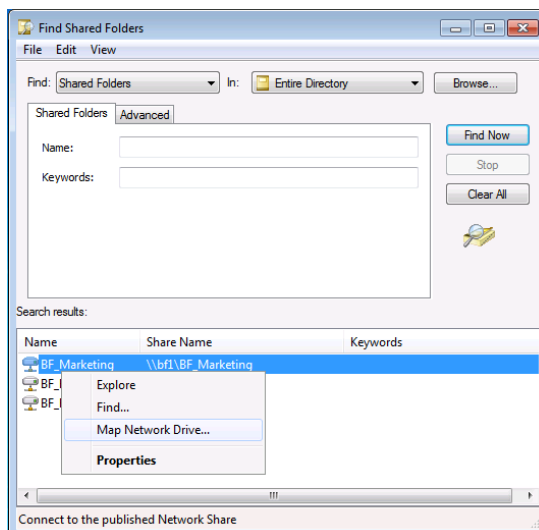 Find Shared Folders
File Edit View
Find: Shared Folders In: Entire Directory Browse...
Shared Folders Advanced
Find Now
Name:
Stop
Keywords:
Clear All
Search results:
Name Share Name Keywords
BF_Marketing \\bf1\BF_Marketing
BF_
Explore
BF_
Find...
Map Network Drive...
Properties
Connect to the published Network Share